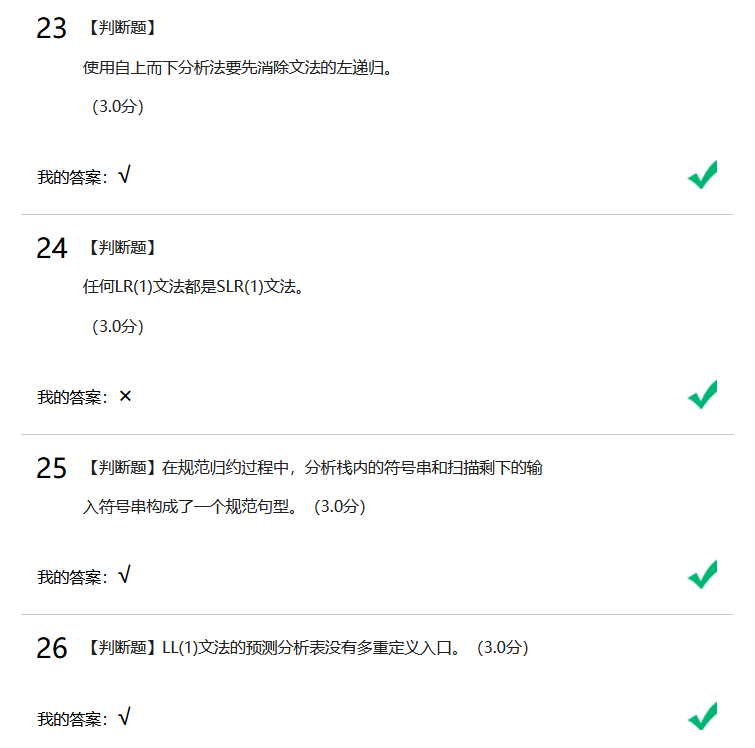 23 【判断题】
使用自上而下分析法要先消除文法的左递归。
（3.0分）
我的答案：√
24 【判断题】
任何LR(1)文法都是SLR(1)文法。
（3.0分）
我的答案：×
25 【判断题】在规范归约过程中，分析栈内的符号串和扫描剩下的输
入符号串构成了一个规范句型。（3.0分）
我的答案：√
26 【判断题】LL(1)文法的预测分析表没有多重定义入口。（3.0分）
我的答案：√